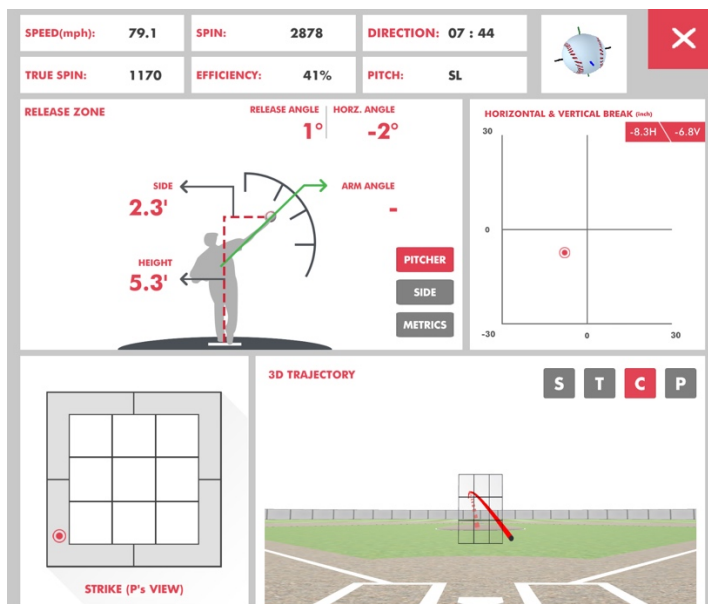 SPEED(mph): 79.1 SPIN: 2878 DIRECTION: 07 : 44
TRUE SPIN: 1170 EFFICIENCY: 41% PITCH: SL
RELEASE ZONE
RELEASE ANGLE HORZ. ANGLE
1° -2°
SIDE
2.3'
ARM ANGLE
-
HEIGHT
5.3'
PITCHER
SIDE
METRICS
HORIZONTAL & VERTICAL BREAK (inch)
-8.3H -6.8V
30
0
-30 0 30
STRIKE (P's VIEW)
3D TRAJECTORY
S T C P